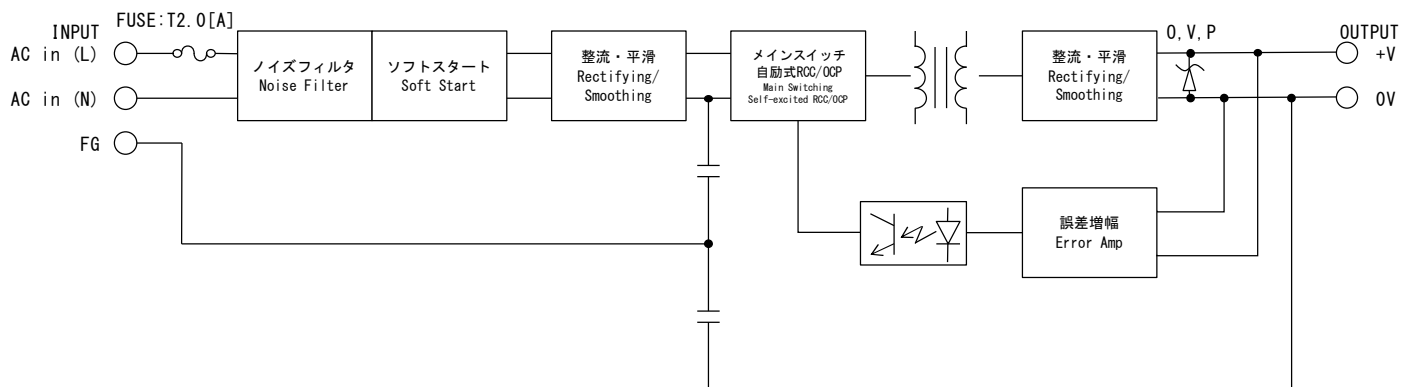 FUSE:T2.0[A]
INPUT
AC in (L)
AC in (N)
FG
ノイズフィルタ
Noise Filter
ソフトスタート
Soft Start
整流・平滑
Rectifying/
Smoothing
メインスイッチ
自励式RCC/OCP
Main Switching
Self-excited RCC/OCP
整流・平滑
Rectifying/
Smoothing
O,V,P
OUTPUT
+V
0V
誤差増幅
Error Amp